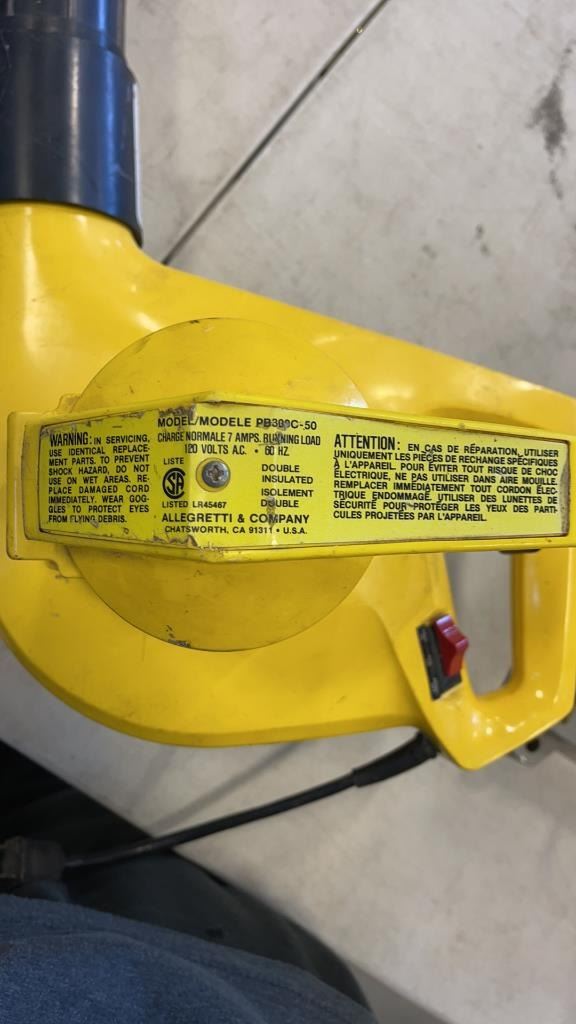 MODEL/MODELE PB300C-50
CHARGE NORMALE 7 AMPS. RUNNING LOAD
120 VOLTS A.C. • 60 HZ.
WARNING: IN SERVICING,
USE IDENTICAL REPLACE-
MENT PARTS. TO PREVENT
SHOCK HAZARD, DO NOT
USE ON WET AREAS. RE-
PLACE DAMAGED CORD
IMMEDIATELY. WEAR GOG-
GLES TO PROTECT EYES
FROM FLYING DEBRIS.
LISTE
LISTED LR45467
DOUBLE
INSULATED
ISOLEMENT
DOUBLE
ALLEGRETTI & COMPANY
CHATSWORTH, CA 91311 • U.S.A.
ATTENTION: EN CAS DE RÉPARATION, UTILISER
UNIQUEMENT LES PIÈCES DE RECHANGE SPÉCIFIQUES
À L'APPAREIL. POUR ÉVITER TOUT RISQUE DE CHOC
ÉLECTRIQUE, NE PAS UTILISER DANS AIRE MOUILLE.
REMPLACER IMMÉDIATEMENT TOUT CORDON ÉLEC-
TRIQUE ENDOMMAGÉ. UTILISER DES LUNETTES DE
SÉCURITÉ POUR PROTÉGER LES YEUX DES PARTI-
CULES PROJETÉES PAR L'APPAREIL.